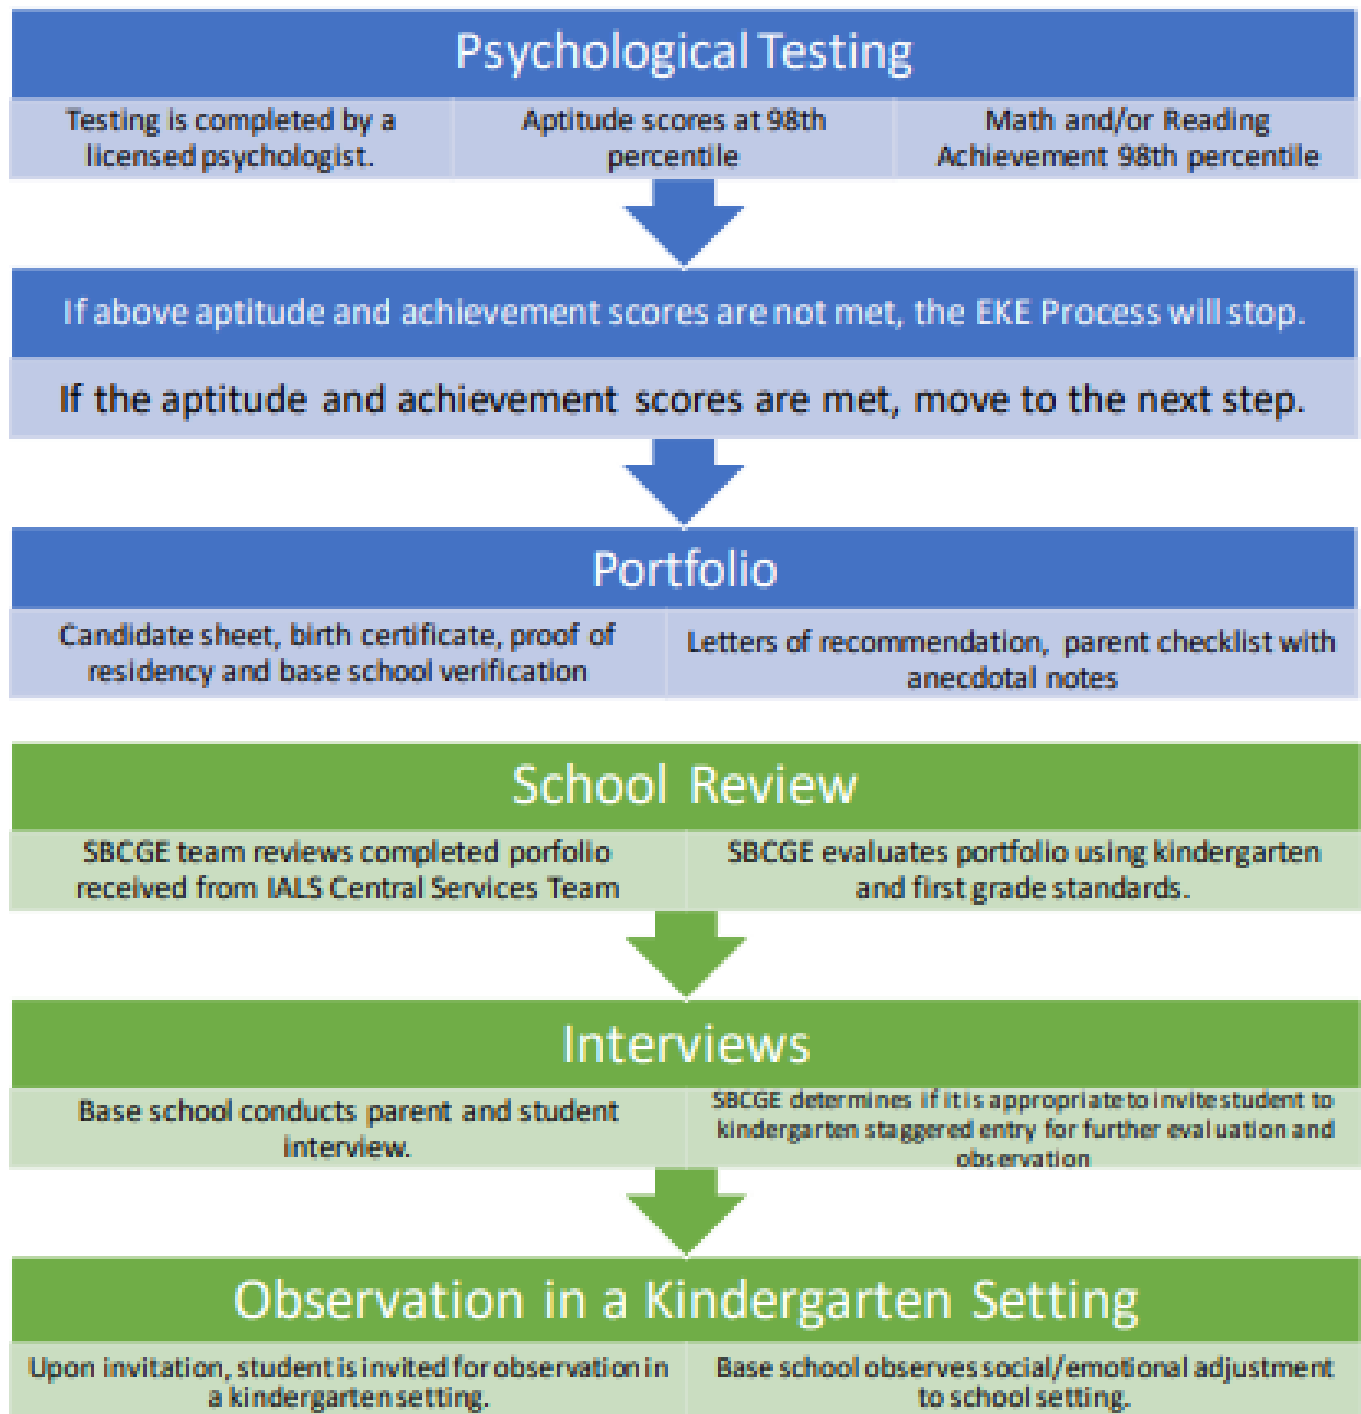 Psychological Testing
Testing is completed by a
licensed psychologist.
Aptitude scores at 98th
percentile
Math and/or Reading
Achievement 98th percentile
If above aptitude and achievement scores are not met, the EKE Process will stop.
If the aptitude and achievement scores are met, move to the next step.
Portfolio
Candidate sheet, birth certificate, proof of
residency and base school verification
Letters of recommendation, parent checklist with
anecdotal notes
School Review
SBCGE team reviews completed porfolio
received from IALS Central Services Team
SBCGE evaluates portfolio using kindergarten
and first grade standards.
Interviews
Base school conducts parent and student
interview.
SBCGE determines if it is appropriate to invite student to
kindergarten staggered entry for further evaluation and
observation
Observation in a Kindergarten Setting
Upon invitation, student is invited for observation in
a kindergarten setting.
Base school observes social/emotional adjustment
to school setting.